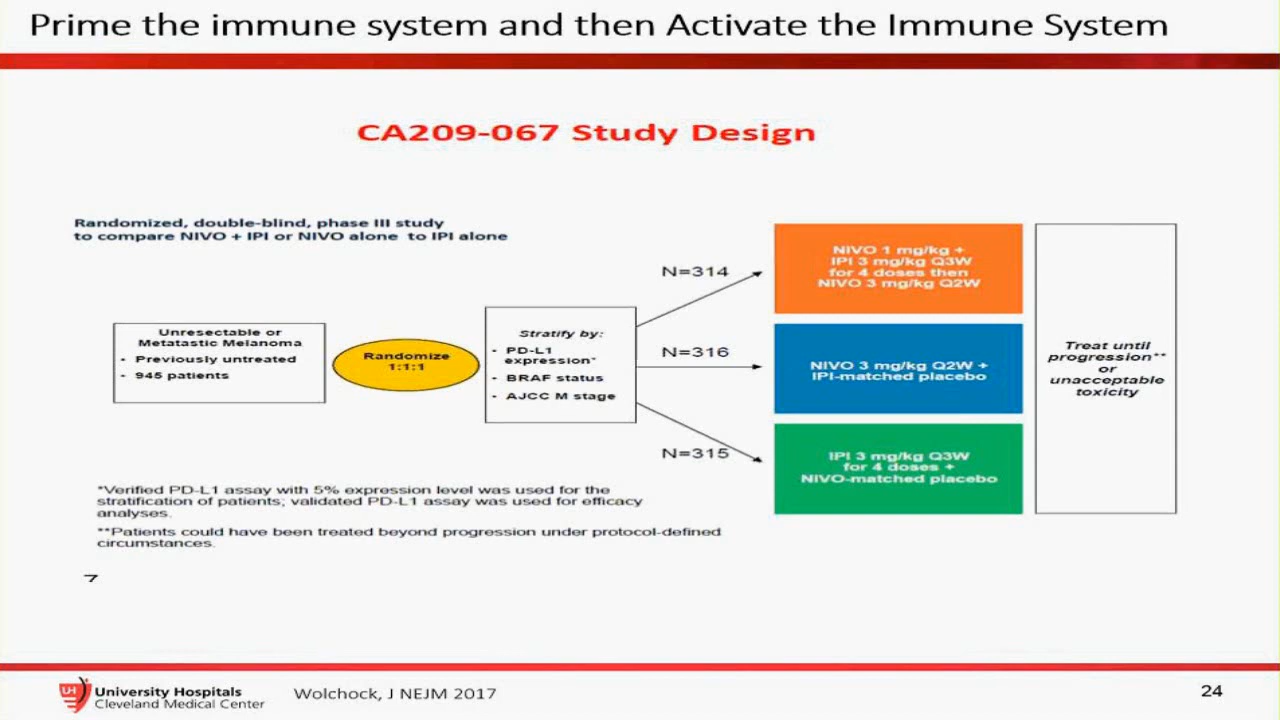 Prime the immune system and then Activate the Immune System
CA209-067 Study Design
Randomized, double-blind, phase III study
to compare NIVO + IPI or NIVO alone to IPI alone
Unresectable or
Metatastic Melanoma
• Previously untreated
• 945 patients
Randomize
1:1:1
Stratify by:
• PD-L1
expression*
• BRAF status
• AJCC M stage
N=314
N=316
N=315
NIVO 1 mg/kg +
IPI 3 mg/kg Q3W
for 4 doses then
NIVO 3 mg/kg Q2W
NIVO 3 mg/kg Q2W +
IPI-matched placebo
IPI 3 mg/kg Q3W
for 4 doses +
NIVO-matched placebo
Treat until
progression**
or
unacceptable
toxicity
*Verified PD-L1 assay with 5% expression level was used for the
stratification of patients; validated PD-L1 assay was used for efficacy
analyses.
**Patients could have been treated beyond progression under protocol-defined
circumstances.
7
UH
University Hospitals
Cleveland Medical Center
Wolchock, J NEJM 2017
24